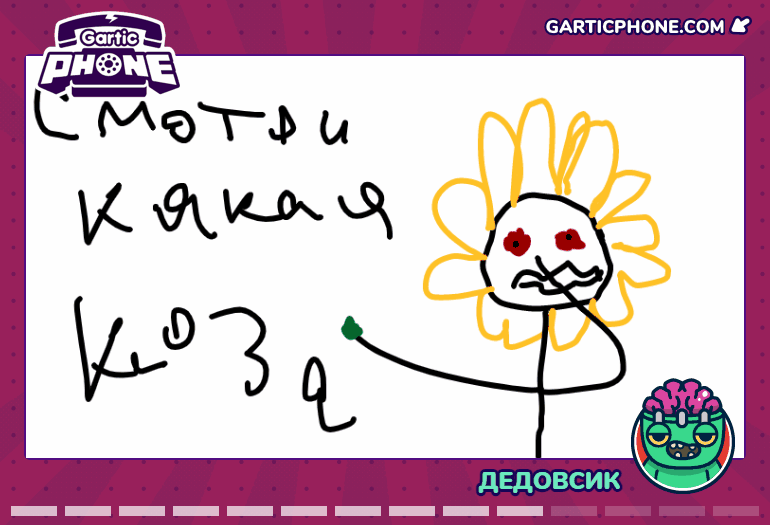 Gartic
PHONE
GARTICPHONE.COM
Смотри
какая
Коза
ДЕДОВСИК